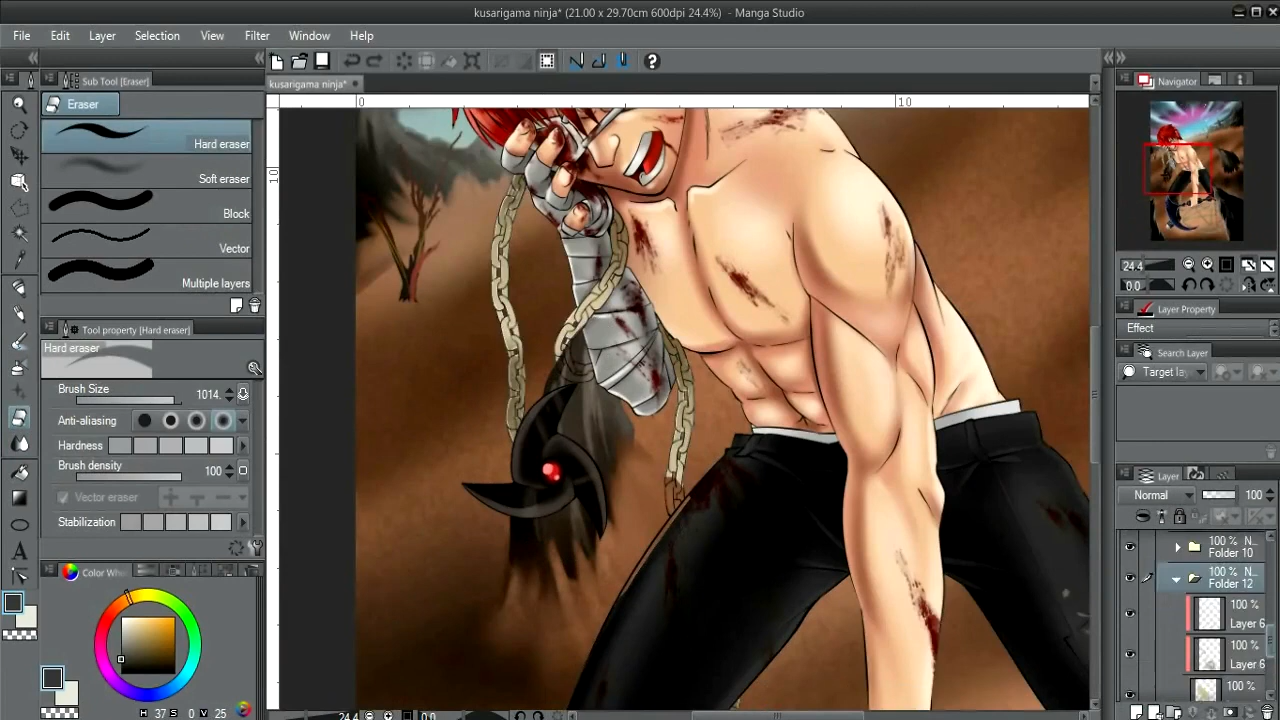 kusarigama ninja* (21.00 x 29.70cm 600dpi 24.4%) - Manga Studio
File Edit Layer Selection View Filter Window Help
Sub Tool [Eraser]
Eraser
Hard eraser
Soft eraser
Block
Vector
Multiple layers
Tool property [Hard eraser]
Hard eraser
Brush Size 1014.
Anti-aliasing
Hardness
Brush density 100
Vector eraser
Stabilization
Color
H 37 S 0 V 25
kusarigama ninja*
0 10
10
24.4 0.0
Navigator
24.4
0.0
Layer Property
Effect
Search Layer
Target la
Layer
Normal 100
100 % N...
Folder 10
100 % N...
Folder 12
100 %
Layer 6
100 %
Layer 6
100 %